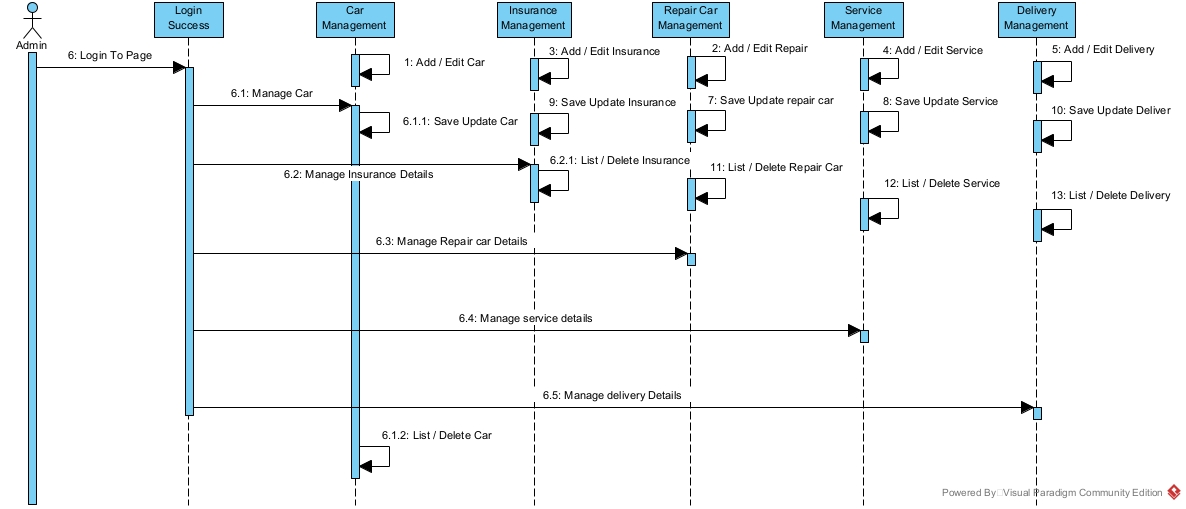 Login
Success
Car
Management
Insurance
Management
Repair Car
Management
Service
Management
Delivery
Management
Admin
6: Login To Page
1: Add / Edit Car
3: Add / Edit Insurance
2: Add / Edit Repair
4: Add / Edit Service
5: Add / Edit Delivery
6.1: Manage Car
9: Save Update Insurance
7: Save Update repair car
8: Save Update Service
10: Save Update Deliver
6.1.1: Save Update Car
6.2: Manage Insurance Details
6.2.1: List / Delete Insurance
11: List / Delete Repair Car
12: List / Delete Service
13: List / Delete Delivery
6.3: Manage Repair car Details
6.4: Manage service details
6.5: Manage delivery Details
6.1.2: List / Delete Car
Powered By Visual Paradigm Community Edition